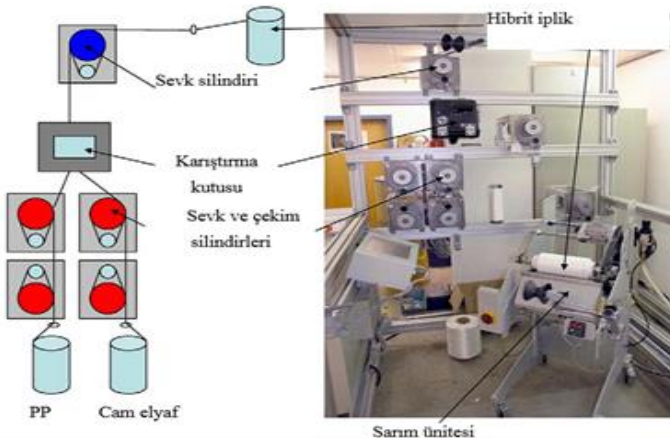 Hibrit iplik
Sevk silindiri
Karıştırma
kutusu
Sevk ve çekim
silindirleri
PP
Cam elyaf
Sarım ünitesi